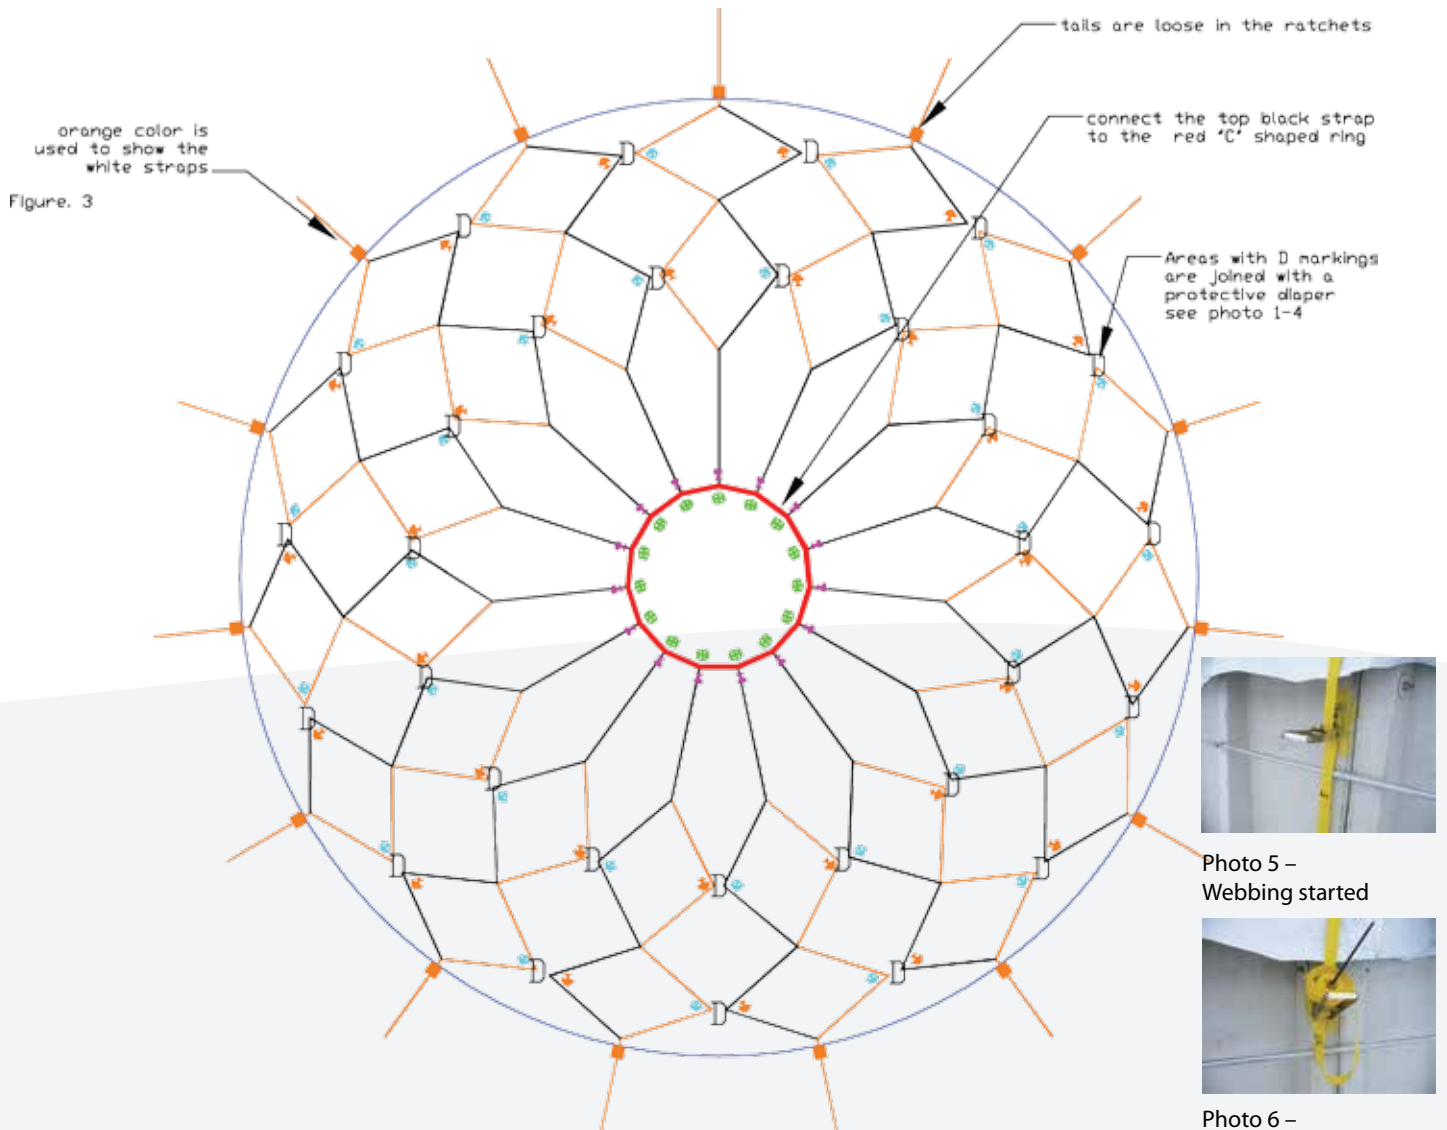 tails are loose in the ratchets
connect the top black strap
to the red "C" shaped ring
orange color is
used to show the
white straps
Figure. 3
Areas with D markings
are joined with a
protective diaper
see photo 1-4
D D
D D
D D
D D
D D
D D
D D
D D
D D
D D
D D
D D
D
D D
D
Photo 5 –
Webbing started
Photo 6 –